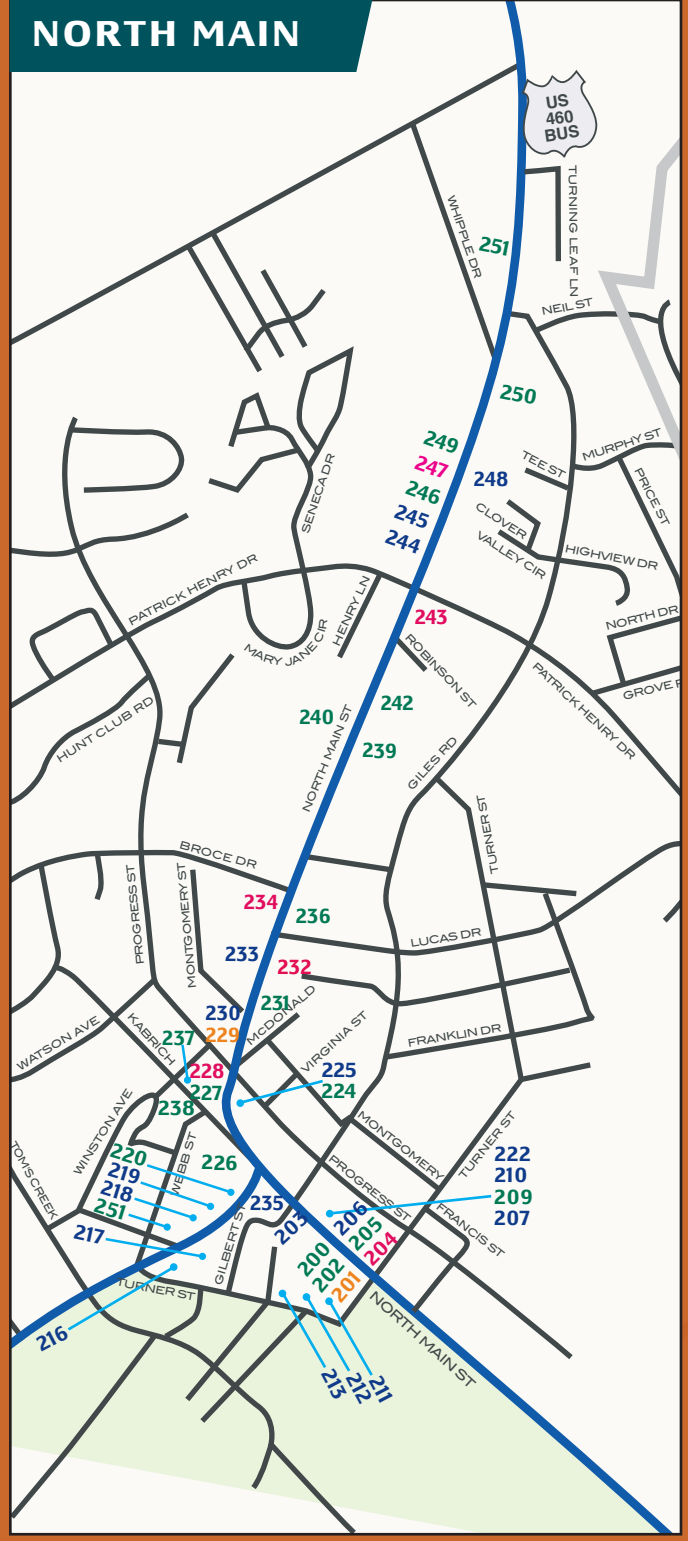 NORTH MAIN
US
460
BUS
TURNING LEAF LN
WHIPPLE DR
251
NEIL ST
250
249
247
246
245
244
248
TEE ST
MURPHY ST
PRICE ST
CLOVER
VALLEY CIR
HIGHVIEW DR
SENECA DR
PATRICK HENRY DR
HENRY LN
MARY JANE CIR
243
NORTH DR
ROBINSON ST
GROVE
PATRICK HENRY DR
HUNT CLUB RD
240
242
NORTH MAIN ST
239
GILES RD
TURNER ST
BROCE DR
PROGRESS ST
MONTGOMERY ST
234
236
LUCAS DR
233
232
231
230
MCDONALD
229
WATSON AVE
KABRICH
237
VIRGINIA ST
FRANKLIN DR
228
225
227
224
238
WINSTON AVE
MONTGOMERY
TURNER ST
TOMS CREEK
WEBB ST
220
219
218
251
217
226
PROGRESS ST
222
210
209
207
235
203
206
205
204
FRANCIS ST
GILBERT ST
200
202
201
TURNER ST
216
NORTH MAIN ST
213
212
211